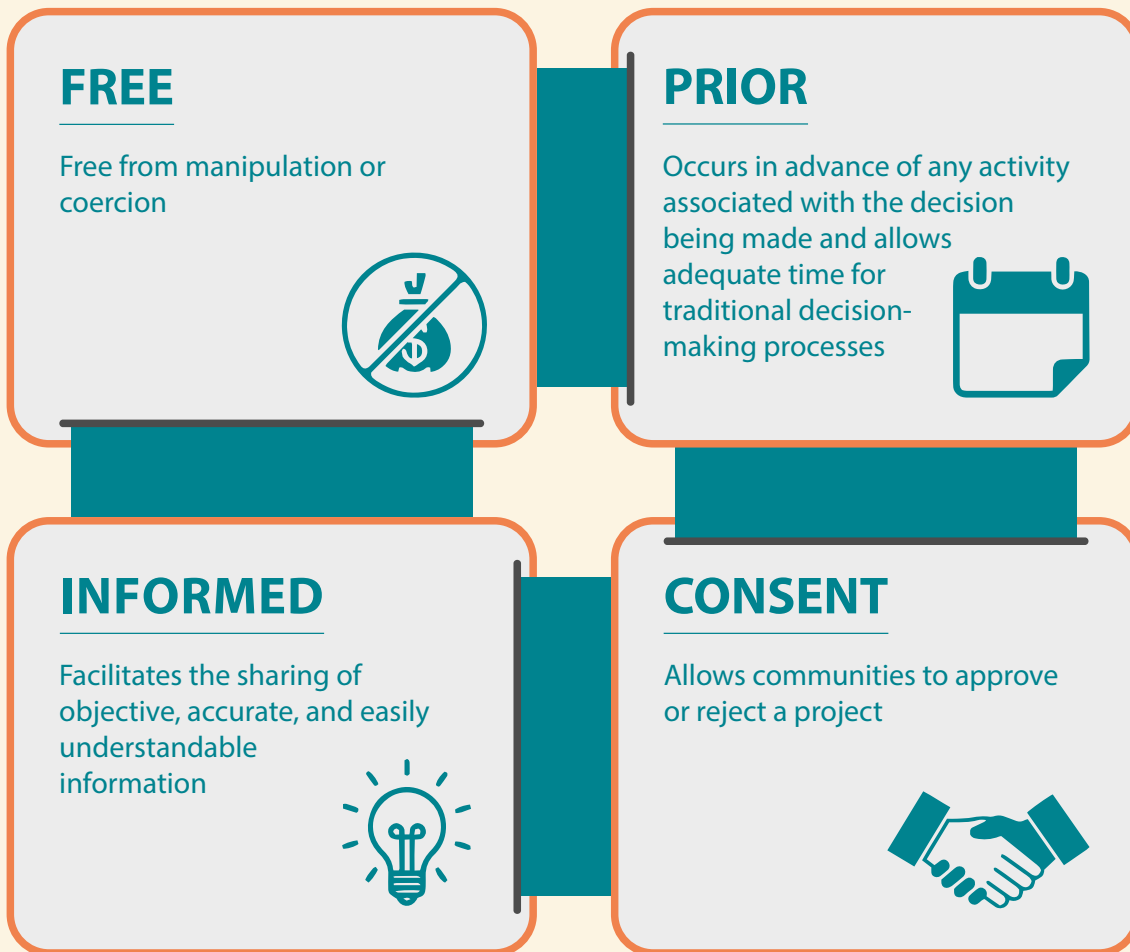 FREE
Free from manipulation or
coercion
$
PRIOR
Occurs in advance of any activity
associated with the decision
being made and allows
adequate time for
traditional decision-
making processes
INFORMED
Facilitates the sharing of
objective, accurate, and easily
understandable
information
CONSENT
Allows communities to approve
or reject a project